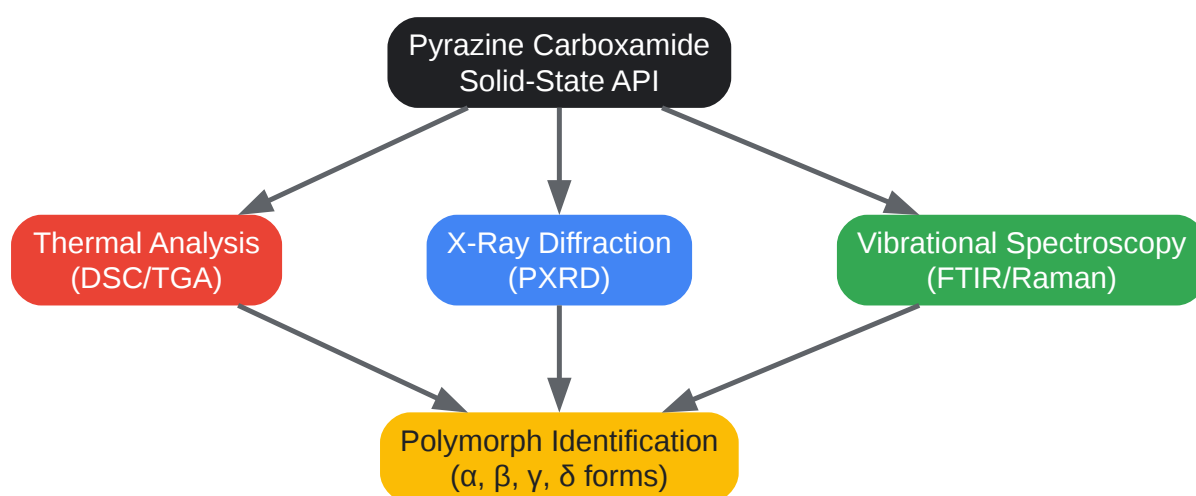 Pyrazine Carboxamide
Solid-State API
Thermal Analysis
(DSC/TGA)
X-Ray Diffraction
(PXRD)
Vibrational Spectroscopy
(FTIR/Raman)
Polymorph Identification
(α, β, γ, δ forms)